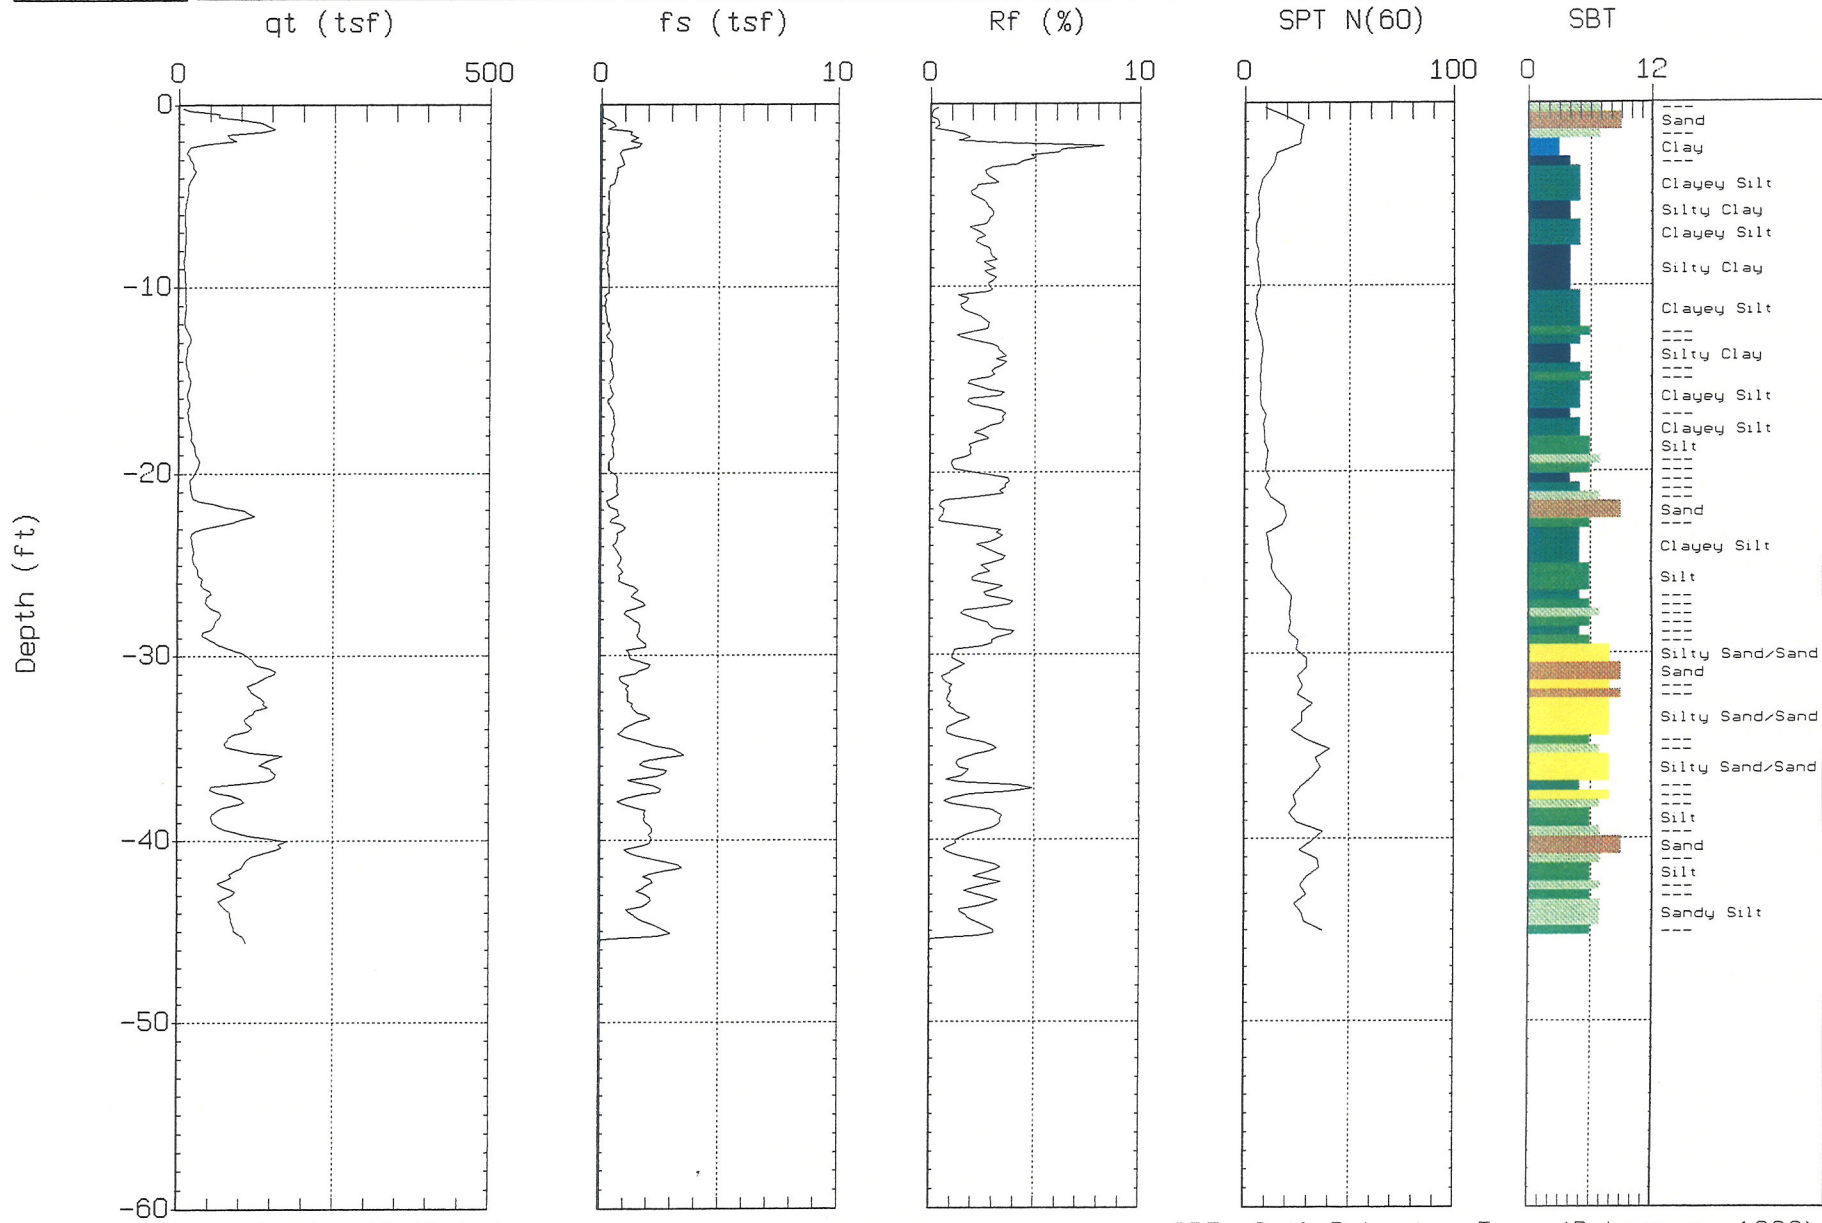 qt (tsf)
fs (tsf)
Rf (%)
SPT N(60)
SBT
0 500
0 10
0 10
0 100
0 12
Depth (ft)
0
-10
-20
-30
-40
-50
-60
---
Sand
---
Clay
---
Clayey Silt
Silty Clay
Clayey Silt
Silty Clay
Clayey Silt
---
---
Silty Clay
---
---
Clayey Silt
---
Clayey Silt
Silt
---
---
---
---
---
Sand
---
Clayey Silt
Silt
---
---
---
---
---
---
Silty Sand/Sand
Sand
---
---
Silty Sand/Sand
---
---
Silty Sand/Sand
---
---
---
Silt
---
Sand
---
Silt
---
---
Sandy Silt
---